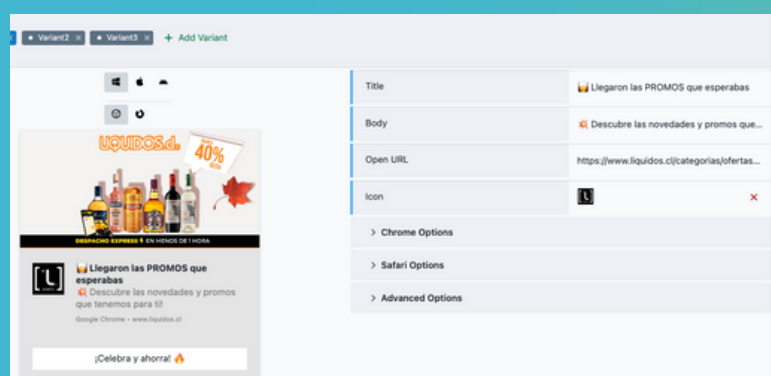 Variant2 ×
Variant3 ×
+ Add Variant
LIQUIDOS.cl
40%
DCTO
DESPACHO EXPRESS EN MENOS DE 1 HORA
🥃Llegaron las PROMOS que
esperabas
💥 Descubre las novedades y promos
que tenemos para ti!
Google Chrome • www.liquidos.cl
¡Celebra y ahorra! 🔥
Title
🥃 Llegaron las PROMOS que esperabas
Body
💥 Descubre las novedades y promos que...
Open URL
https://www.liquidos.cl/categorias/ofertas...
Icon
×
> Chrome Options
> Safari Options
> Advanced Options